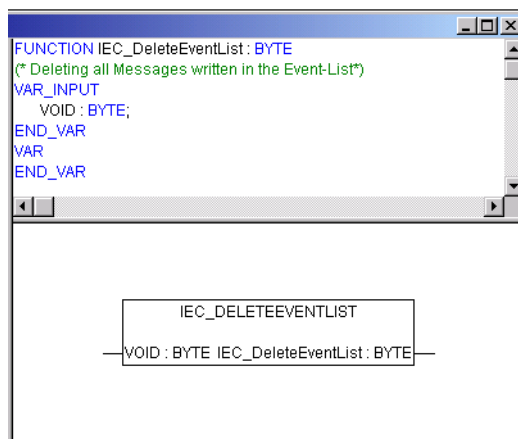 FUNCTION IEC_DeleteEventList : BYTE
(* Deleting all Messages written in the Event-List*)
VAR_INPUT
VOID : BYTE;
END_VAR
VAR
END_VAR
IEC_DELETEEVENTLIST
VOID : BYTE IEC_DeleteEventList : BYTE